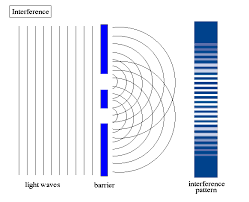 Interference
light waves
barrier
interference
pattern